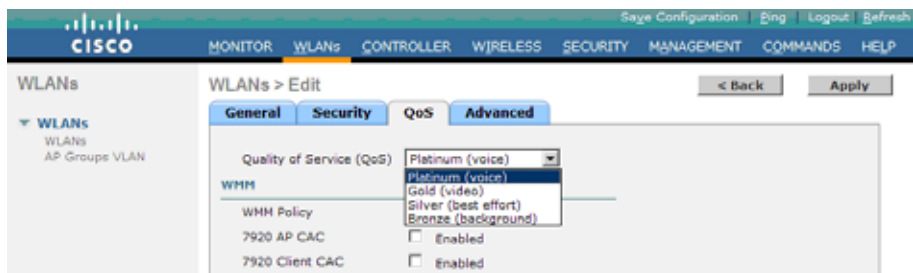 Save Configuration Ping Logout Refresh
CISCO
MONITOR WLANs CONTROLLER WIRELESS SECURITY MANAGEMENT COMMANDS HELP
WLANs
WLANs > Edit
< Back Apply
WLANs
WLANs
AP Groups VLAN
General Security QoS Advanced
Quality of Service (QoS) Platinum (voice)
Platinum (voice)
Gold (video)
Silver (best effort)
Bronze (background)
WMM
WMM Policy
7920 AP CAC Enabled
7920 Client CAC Enabled